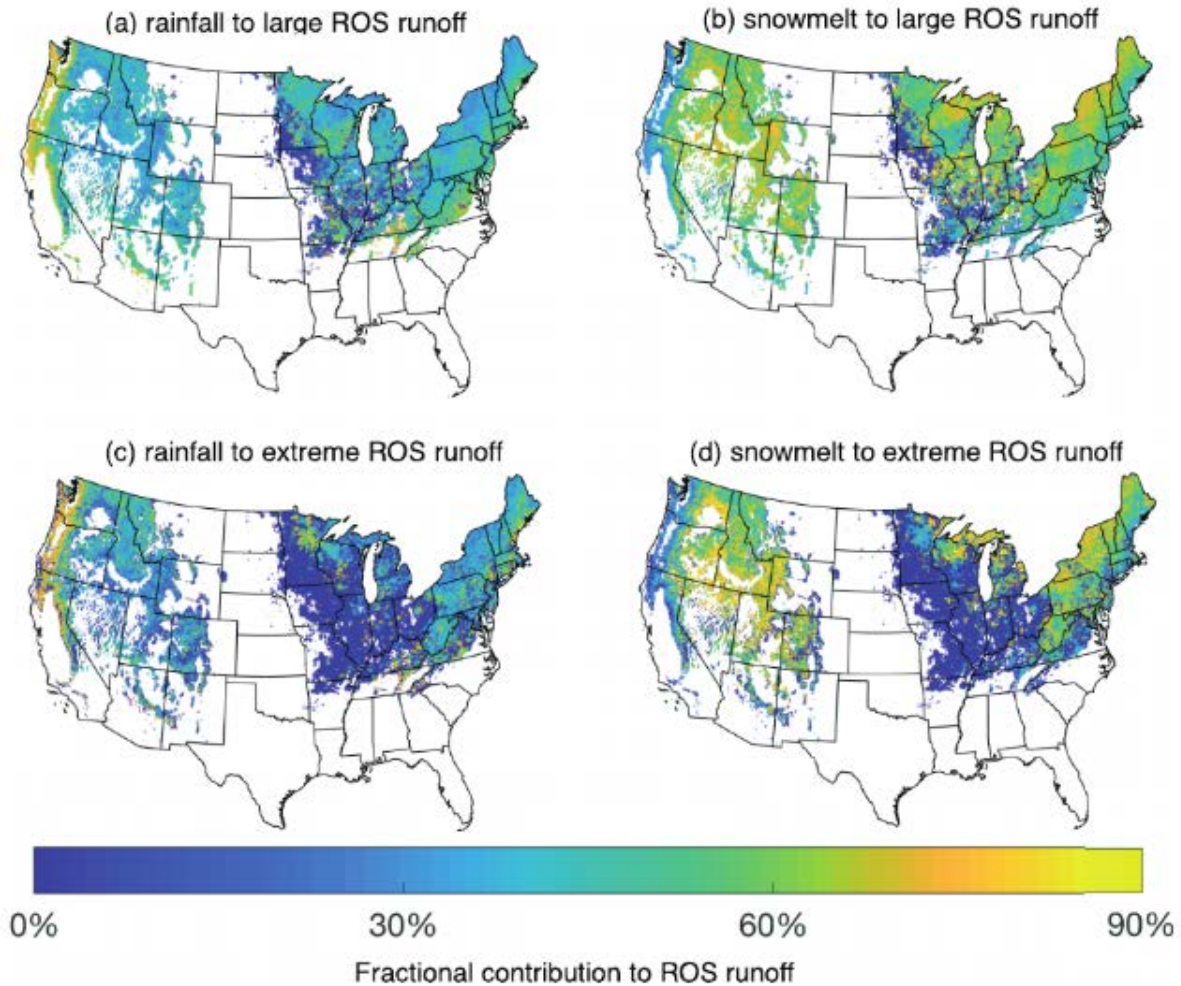 (a) rainfall to large ROS runoff
(b) snowmelt to large ROS runoff
(c) rainfall to extreme ROS runoff
(d) snowmelt to extreme ROS runoff
0%
30%
60%
90%
Fractional contribution to ROS runoff